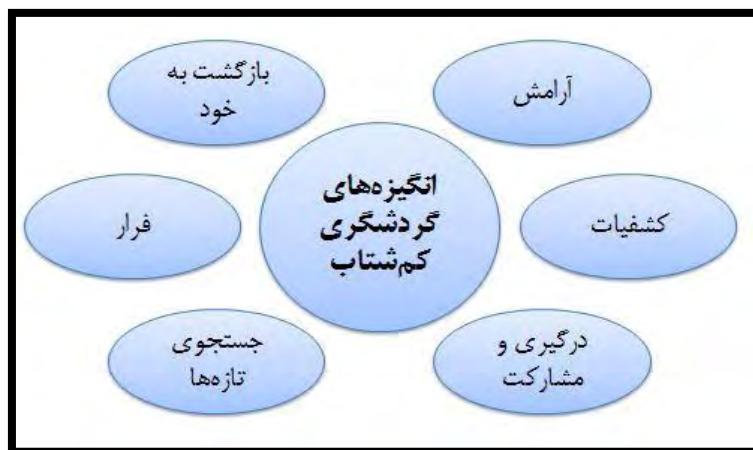 انگیزه‌های
گردشگری
کم‌شتاب
آرامش
کشفیات
درگیری و
مشارکت
جستجوی
تازه‌ها
فرار
بازگشت به
خود